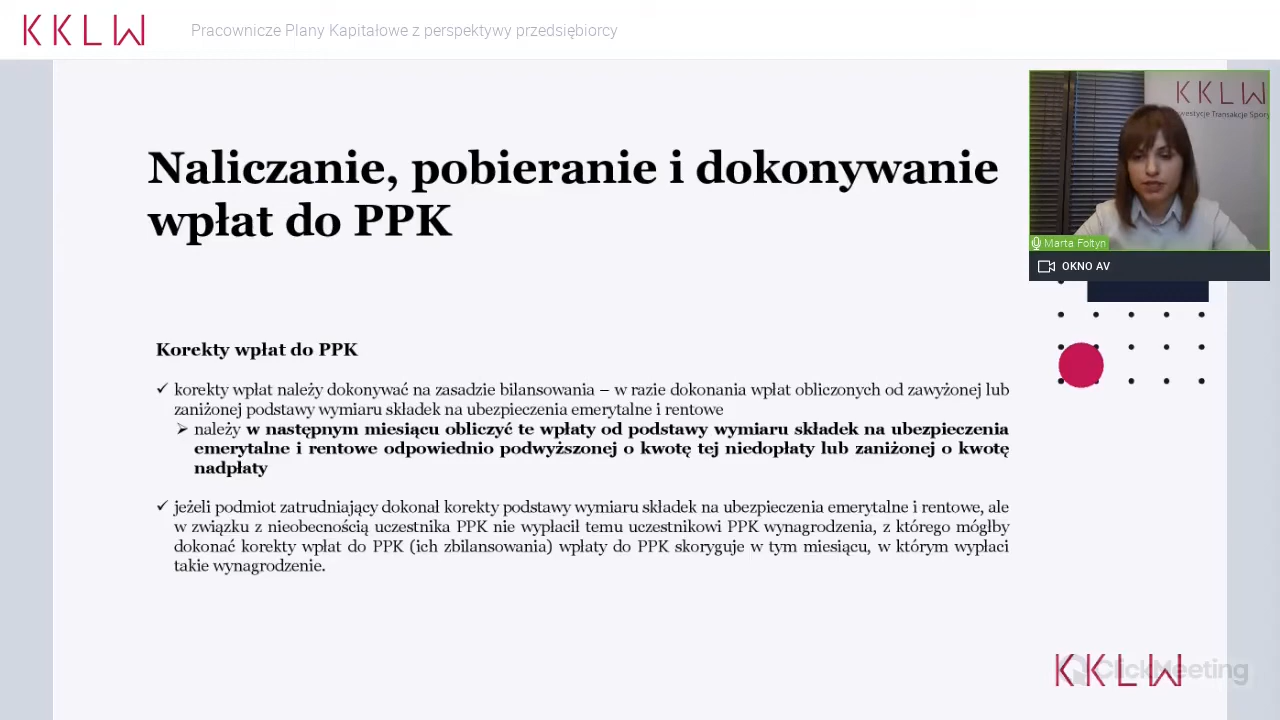 KKLW
Pracownicze Plany Kapitałowe z perspektywy przedsiębiorcy
KKLW
westycje Transakcje Spory
Marta Foltyn
OKNO AV
Naliczanie, pobieranie i dokonywanie
wpłat do PPK
Korekty wpłat do PPK
✓ korekty wpłat należy dokonywać na zasadzie bilansowania – w razie dokonania wpłat obliczonych od zawyżonej lub
zaniżonej podstawy wymiaru składek na ubezpieczenia emerytalne i rentowe
➢ należy w następnym miesiącu obliczyć te wpłaty od podstawy wymiaru składek na ubezpieczenia
emerytalne i rentowe odpowiednio podwyższonej o kwotę tej niedopłaty lub zaniżonej o kwotę
nadpłaty
✓ jeżeli podmiot zatrudniający dokonał korekty podstawy wymiaru składek na ubezpieczenia emerytalne i rentowe, ale
w związku z nieobecnością uczestnika PPK nie wypłacił temu uczestnikowi PPK wynagrodzenia, z którego mógłby
dokonać korekty wpłat do PPK (ich zbilansowania) wpłaty do PPK skoryguje w tym miesiącu, w którym wypłaci
takie wynagrodzenie.
KKLW
ClickMeeting